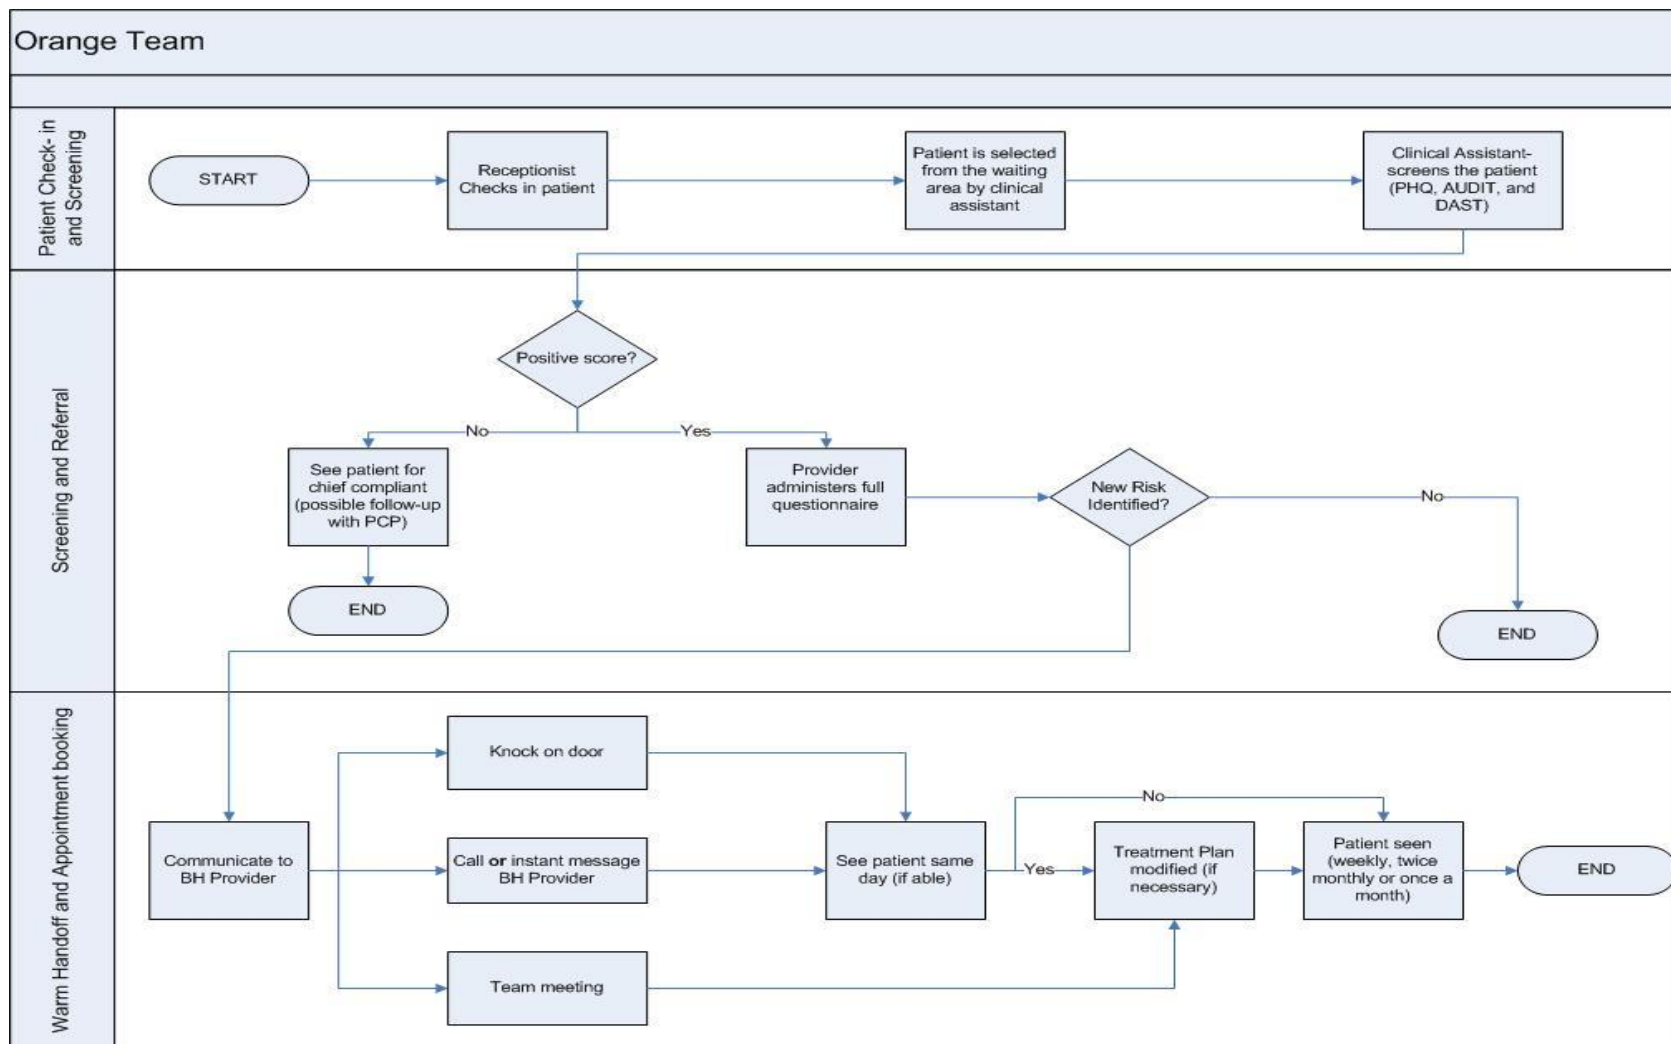 Orange Team
Patient Check- in
and Screening
START
Receptionist
Checks in patient
Patient is selected
from the waiting
area by clinical
assistant
Clinical Assistant-
screens the patient
(PHQ, AUDIT, and
DAST)
Screening and Referral
Positive score?
No
Yes
See patient for
chief compliant
(possible follow-up
with PCP)
Provider
administers full
questionnaire
New Risk
Identified?
No
END
END
Warm Handoff and Appointment booking
Knock on door
No
Communicate to
BH Provider
Call or instant message
BH Provider
See patient same
day (if able)
Yes
Treatment Plan
modified (if
necessary)
Patient seen
(weekly, twice
monthly or once a
month)
END
Team meeting